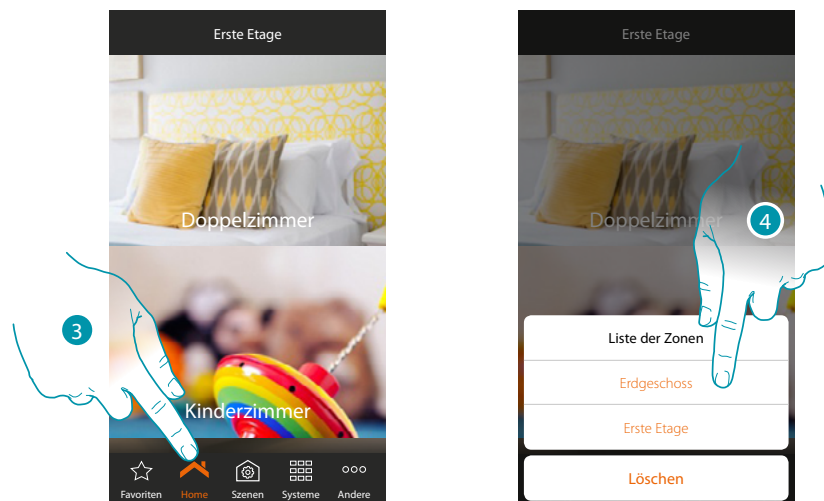 Erste Etage
Doppelzimmer
3
Kinderzimmer
Favoriten Home Szenen Systeme Andere
Erste Etage
Doppelzimmer
4
Liste der Zonen
Erdgeschoss
Erste Etage
Löschen